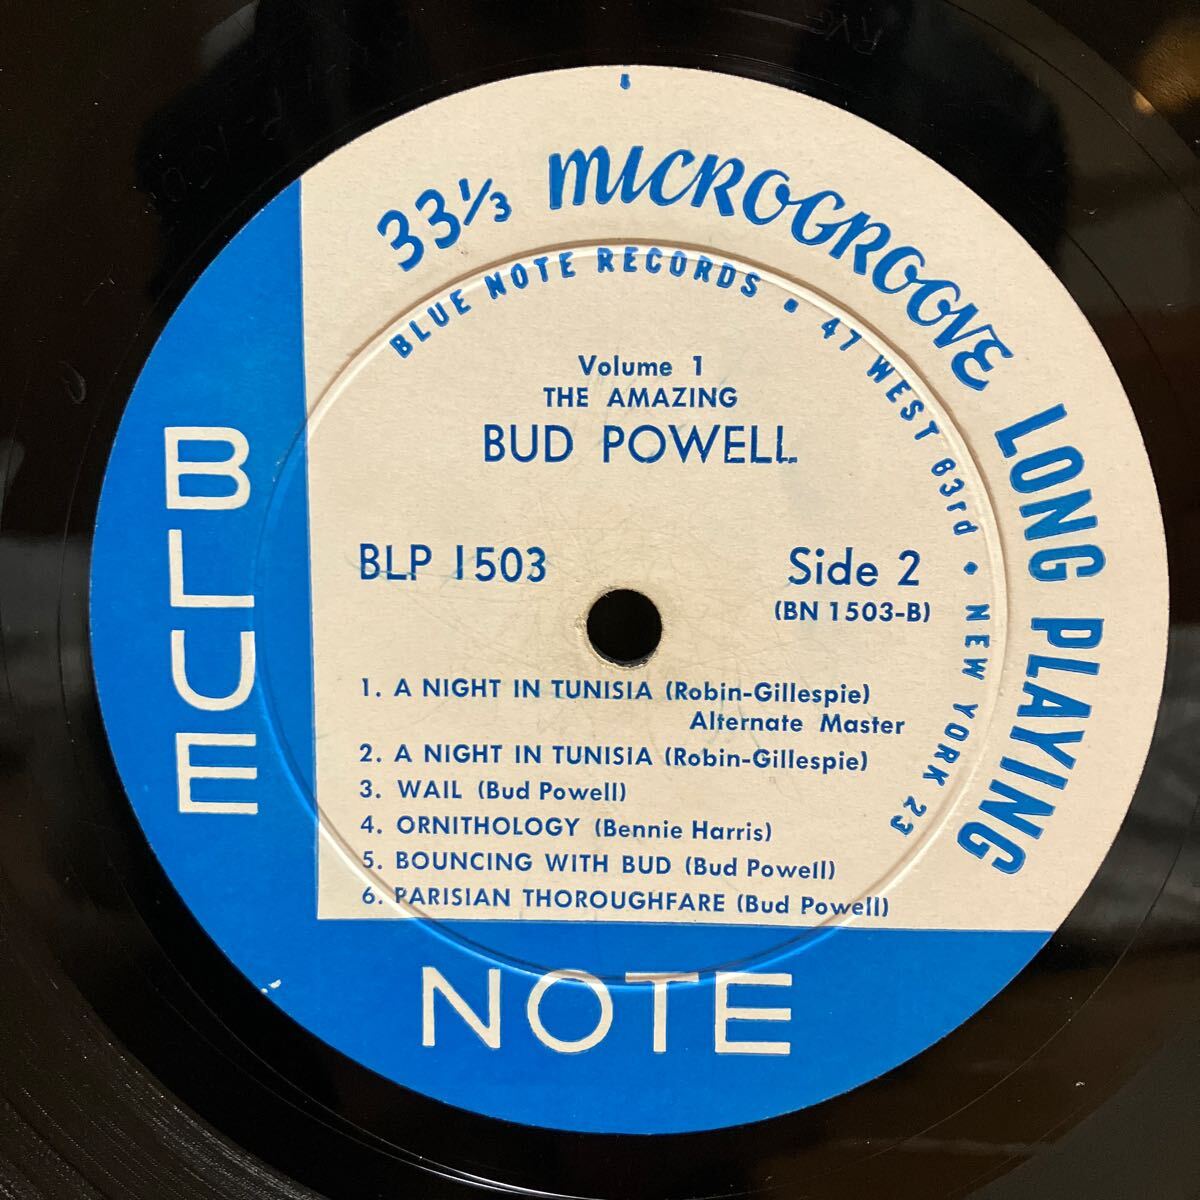 33⅓ MICROGROOVE LONG PLAYING
BLUE NOTE RECORDS • 47 WEST 63rd • NEW YORK 23
Volume 1
THE AMAZING
BUD POWELL
BLP 1503
Side 2
(BN 1503-B)
1. A NIGHT IN TUNISIA (Robin-Gillespie)
Alternate Master
2. A NIGHT IN TUNISIA (Robin-Gillespie)
3. WAIL (Bud Powell)
4. ORNITHOLOGY (Bennie Harris)
5. BOUNCING WITH BUD (Bud Powell)
6. PARISIAN THOROUGHFARE (Bud Powell)
BLUE
NOTE